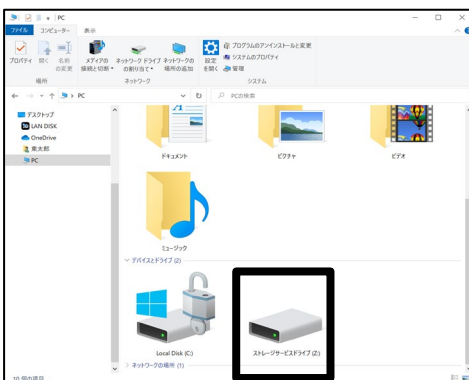 PC
ファイル コンピューター 表示
プロパティ 開く 名前の変更 メディアの接続と切断 ネットワーク ドライブの割り当て ネットワークの場所の追加 設定を開く プログラムのアンインストールと変更
システムのプロパティ
管理
場所 ネットワーク システム
PC PCの検索
デスクトップ
LAN DISK
OneDrive
東太郎
PC
ドキュメント ピクチャ ビデオ
ミュージック
デバイスとドライブ (2)
Local Disk (C:) ストレージサービスドライブ (Z:)
ネットワークの場所 (1)
10 個の項目